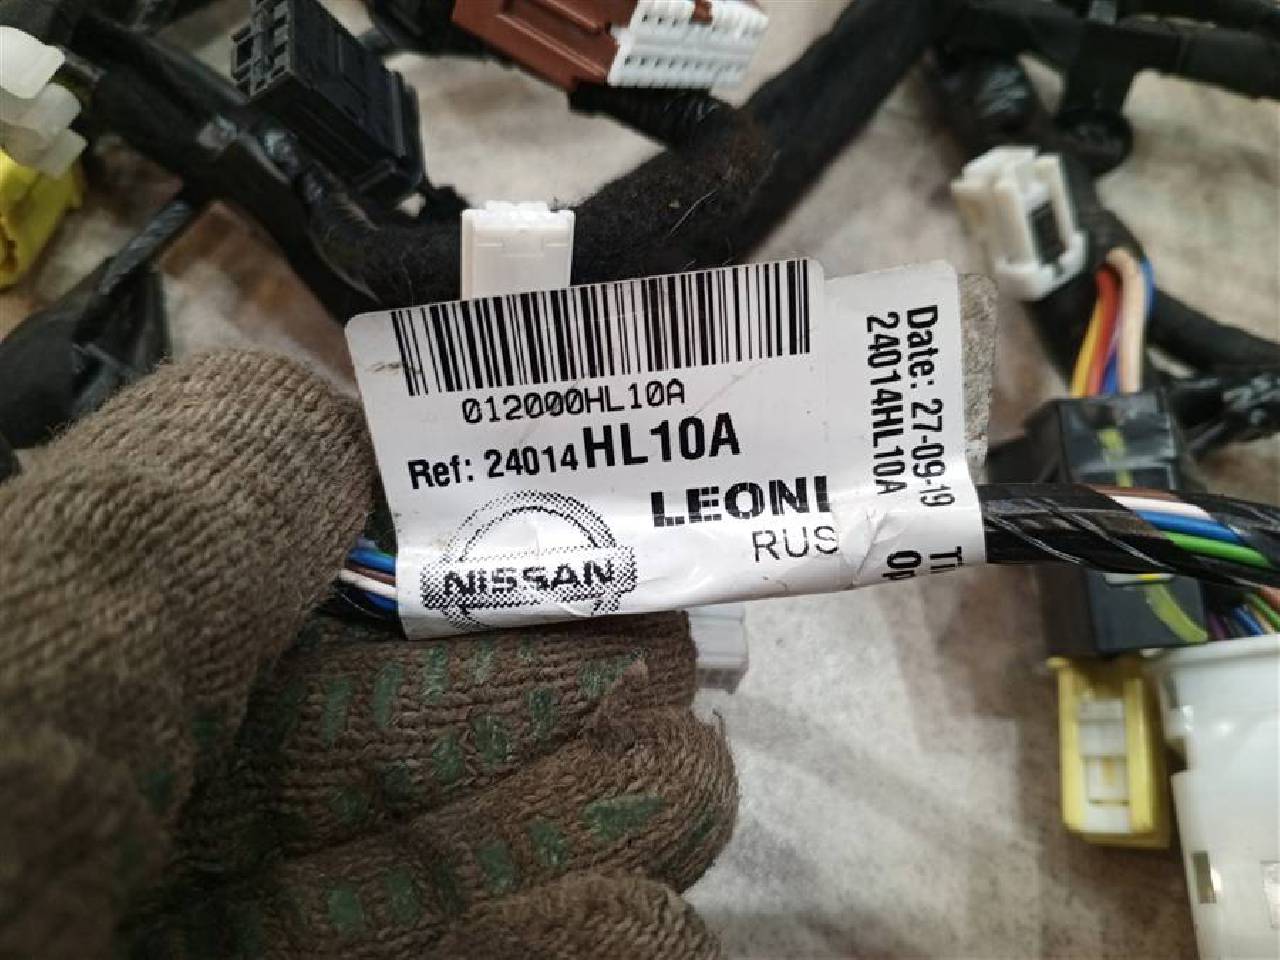 012000HL10A
Ref: 24014HL10A
LEONI
RUS
NISSAN
Date: 27-09-19
24014HL10A